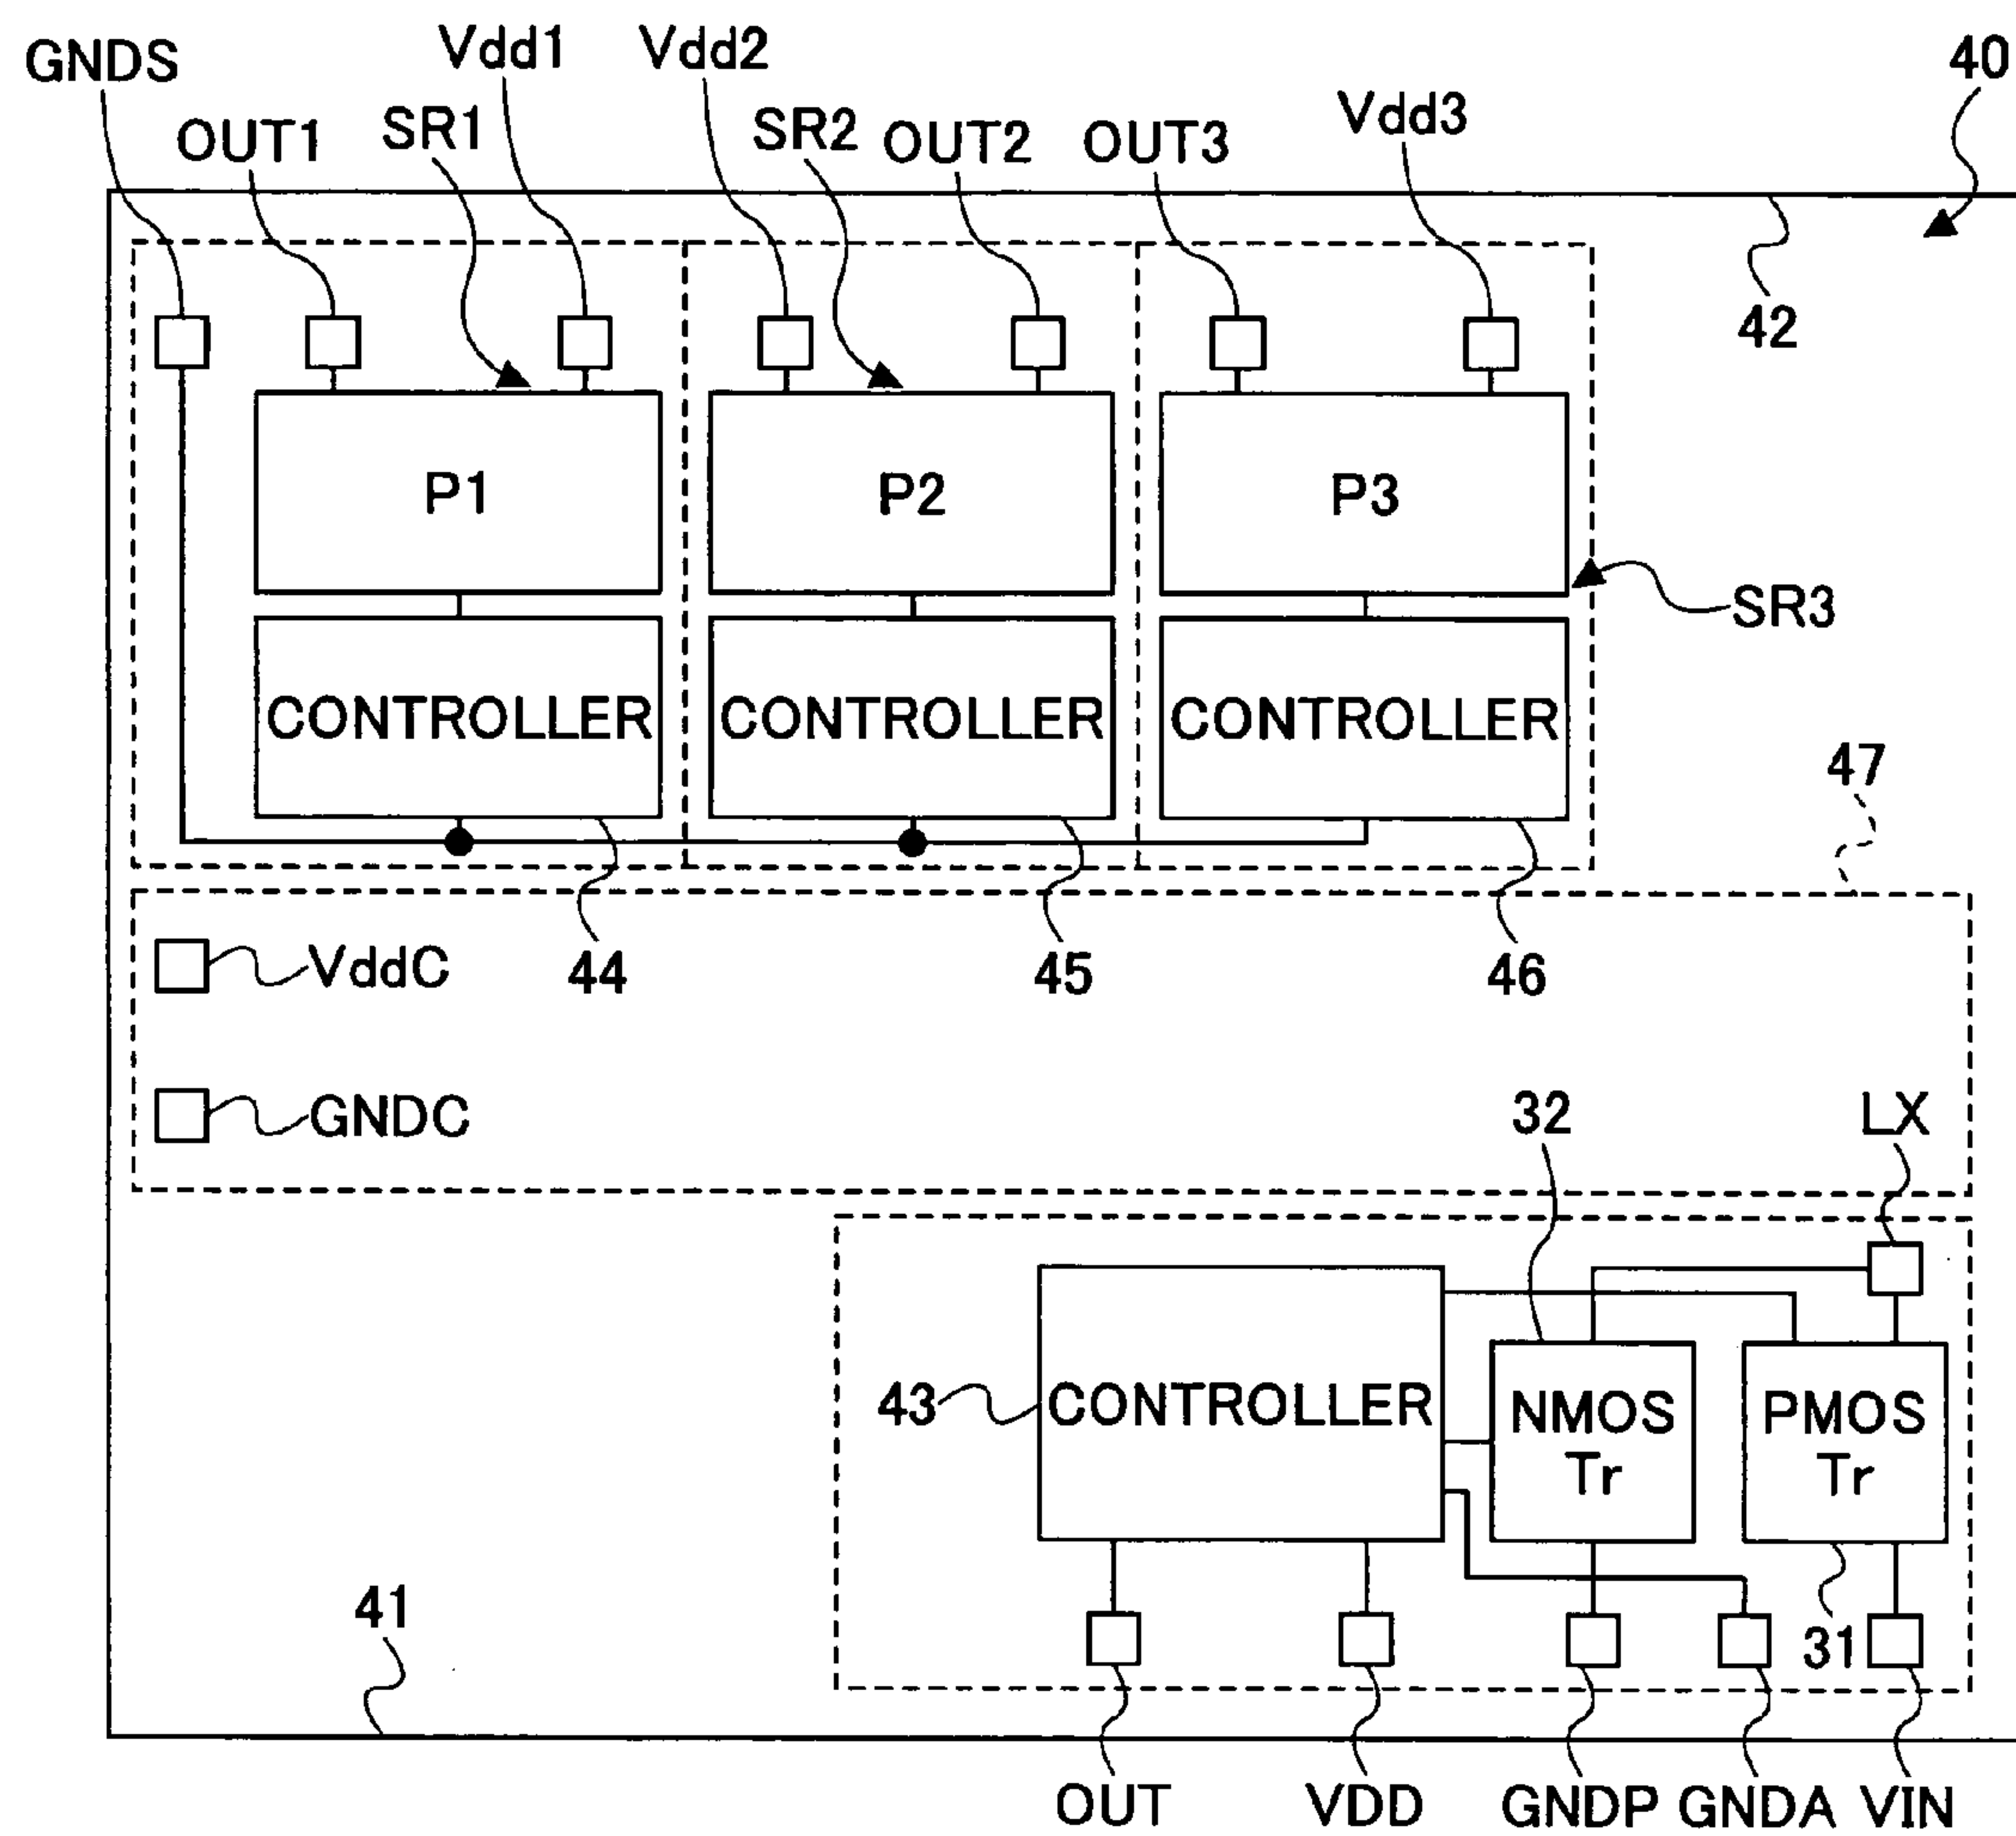 GNDS
Vdd1
Vdd2
40
OUT1
SR1
SR2
OUT2
OUT3
Vdd3
42
P1
P2
P3
SR3
CONTROLLER
CONTROLLER
CONTROLLER
47
VddC
44
45
46
GNDC
32
LX
43
CONTROLLER
NMOS
Tr
PMOS
Tr
41
31
OUT
VDD
GNDP
GNDA
VIN